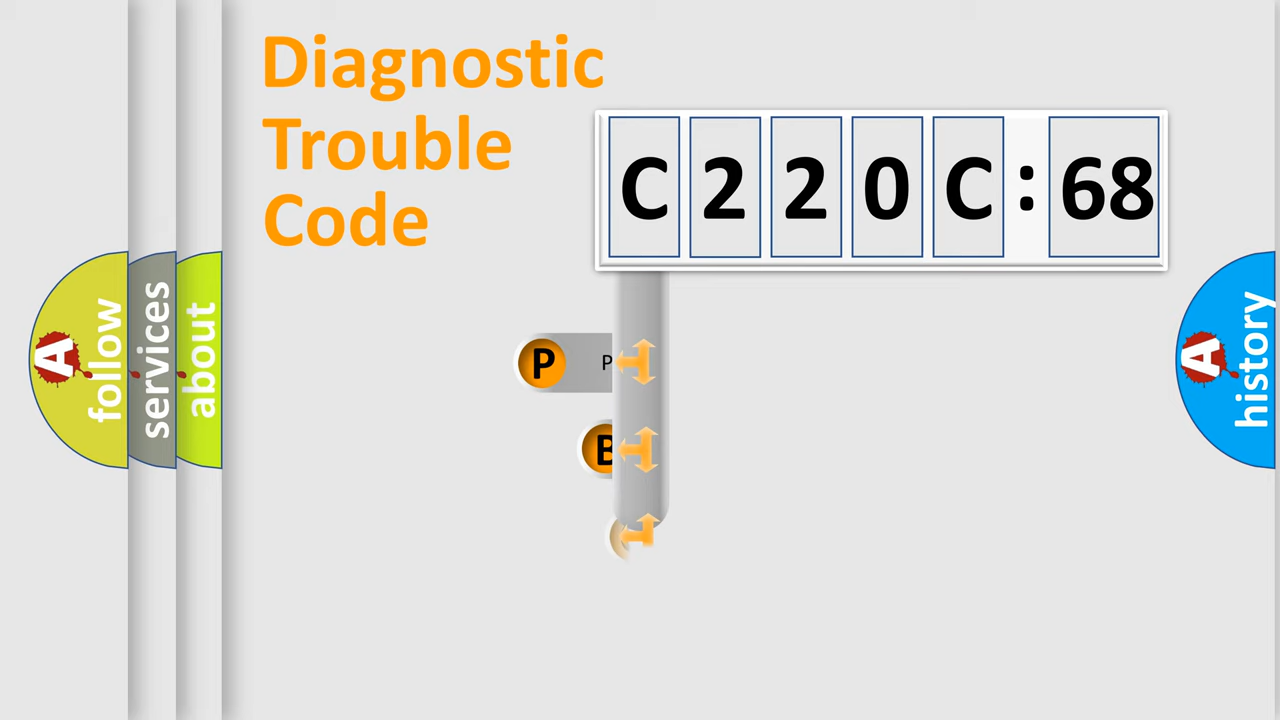 Diagnostic
Trouble
Code
C 2 2 0 C : 68
P P
B
A follow
services
about
A history